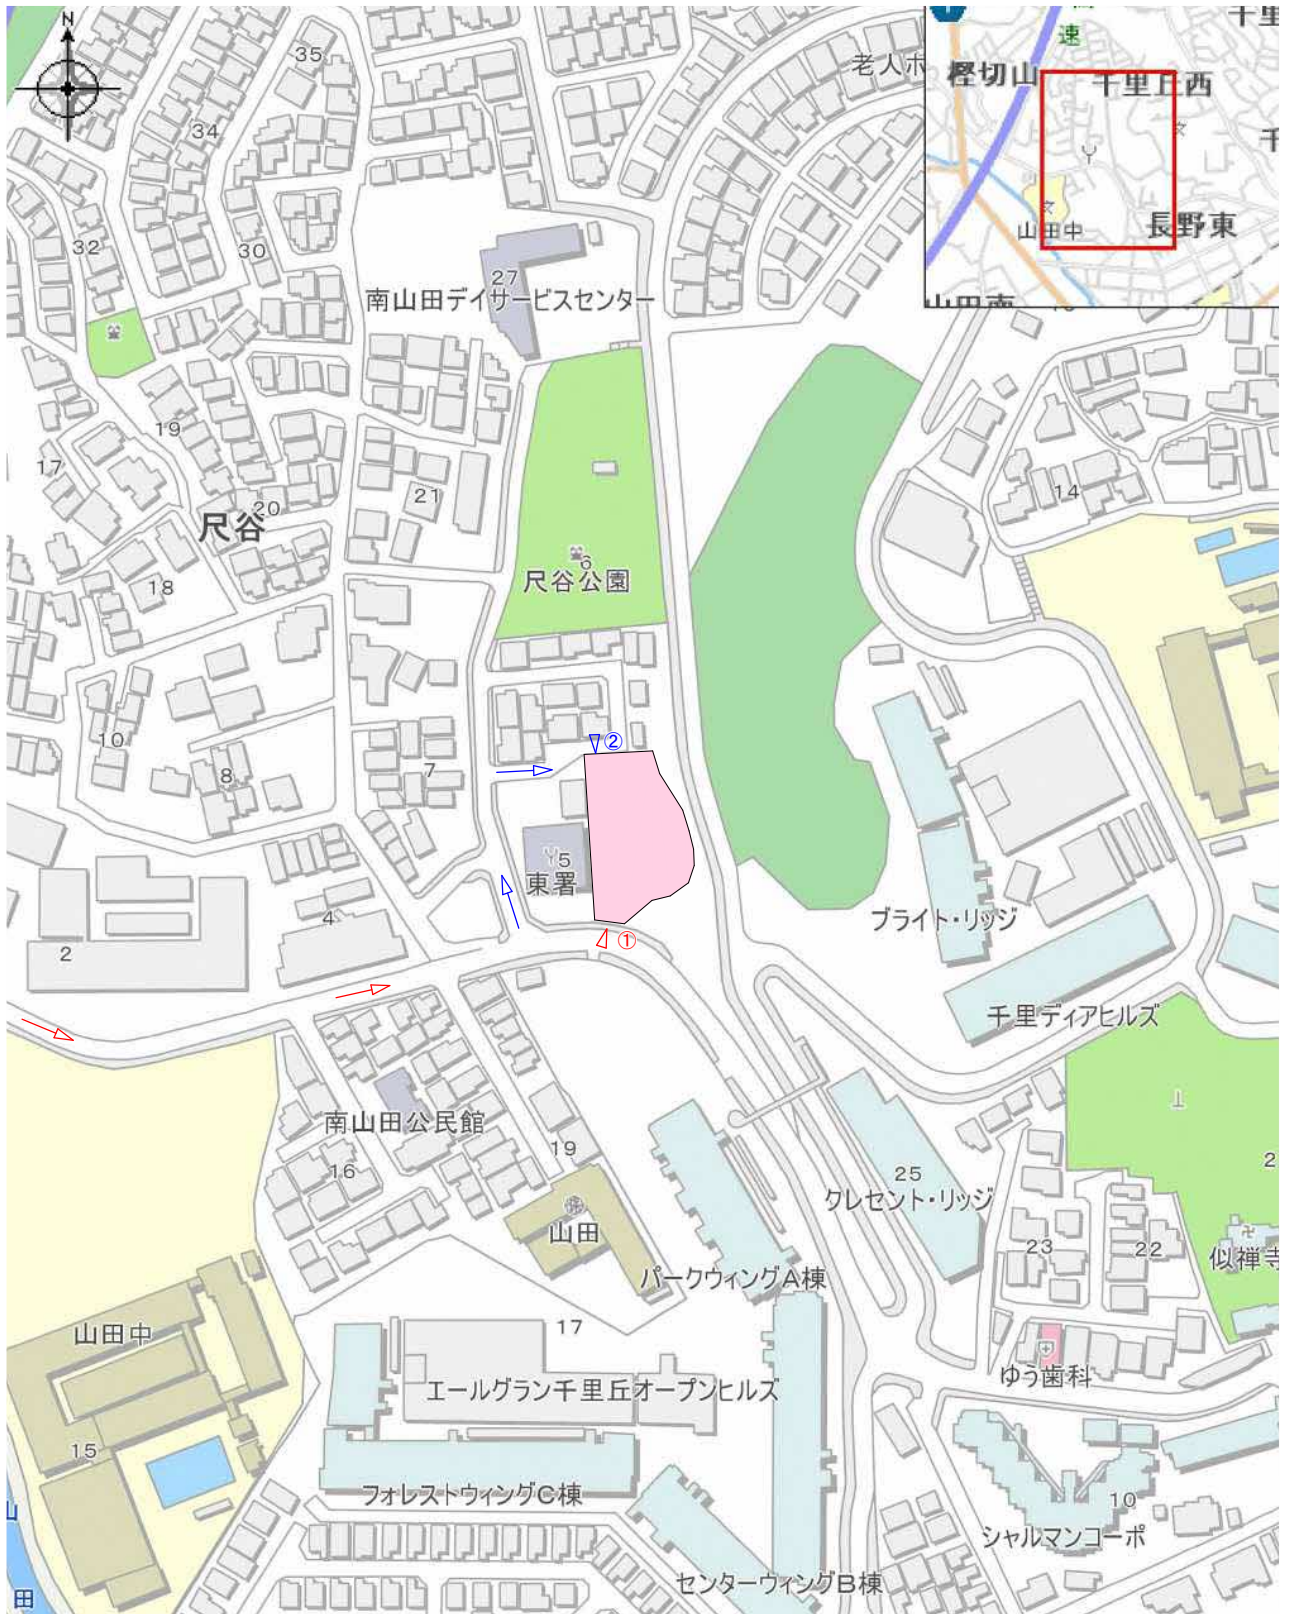 N
35
老人ホ
34
32
30
27
南山田デイサービスセンター
樫切山
千里丘西
速
千里
千
山田中
長野東
19
17
20
尺谷
21
18
6
尺谷公園
14
10
8
7
②
5
東署
4
2
①
ブライト・リッジ
千里ディアヒルズ
南山田公民館
16
19
山田
25
クレセント・リッジ
23
22
2
似禅寺
パークウィングA棟
17
山田中
エールグラン千里丘オープンヒルズ
ゆう歯科
15
フォレストウィングC棟
10
シャルマンコーポ
センターウィングB棟
山
田